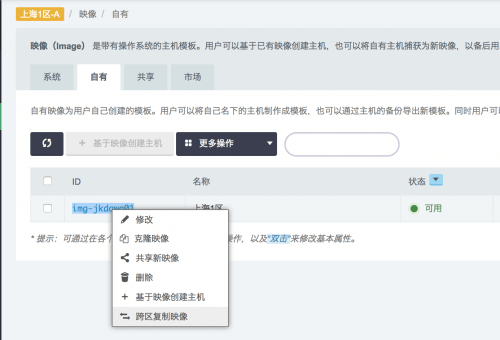 上海1区-A / 映像 / 自有
映像（Image） 是带有操作系统的主机模板。用户可以基于已有映像创建主机，也可以将自有主机捕获为新映像，以备后用
系统 自有 共享 市场
自有映像为用户自己创建的模板。用户可以将自己名下的主机制作成模板，也可以通过主机的备份导出新模板。同时用户可
+ 基于映像创建主机 更多操作
ID 名称 状态
上海1区 可用
* 提示：可通过在各个 操作，以及“双击”来修改基本属性。
修改
克隆映像
共享新映像
删除
+ 基于映像创建主机
跨区复制映像